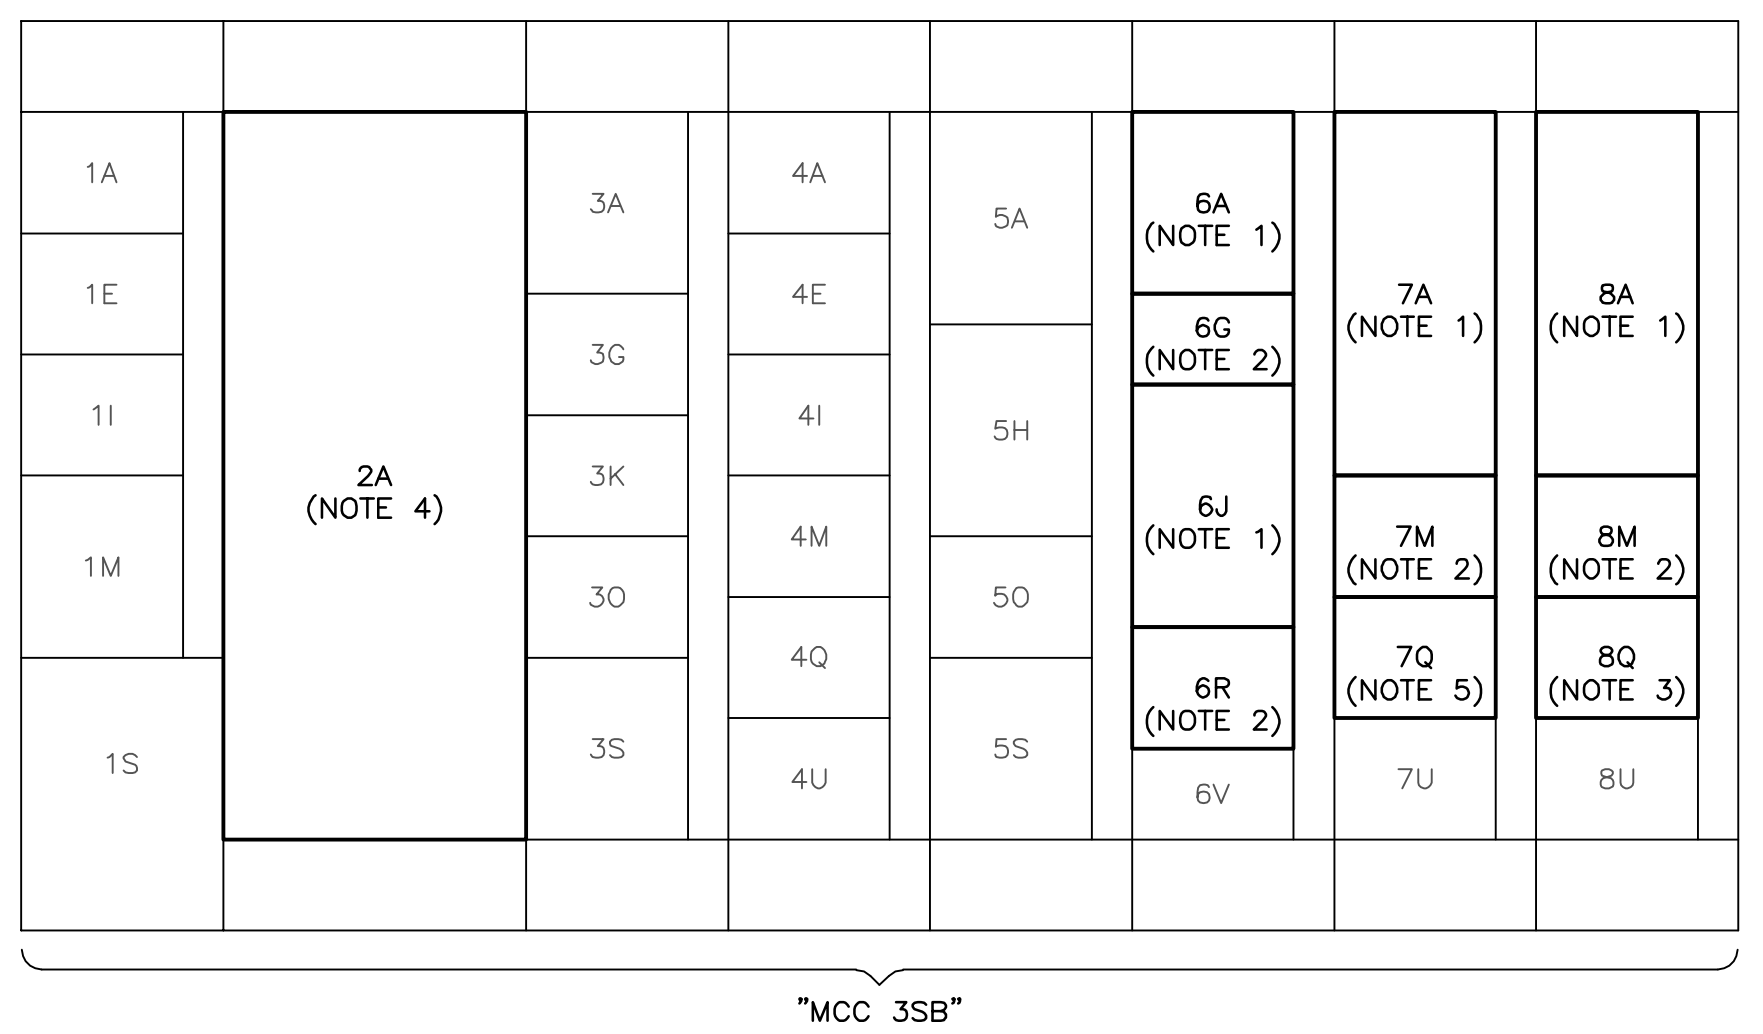 1A
1E
1I
1M
1S
2A
(NOTE 4)
3A
3G
3K
3O
3S
4A
4E
4I
4M
4Q
4U
5A
5H
5O
5S
6A
(NOTE 1)
6G
(NOTE 2)
6J
(NOTE 1)
6R
(NOTE 2)
6V
7A
(NOTE 1)
7M
(NOTE 2)
7Q
(NOTE 5)
7U
8A
(NOTE 1)
8M
(NOTE 2)
8Q
(NOTE 3)
8U
"MCC 3SB"